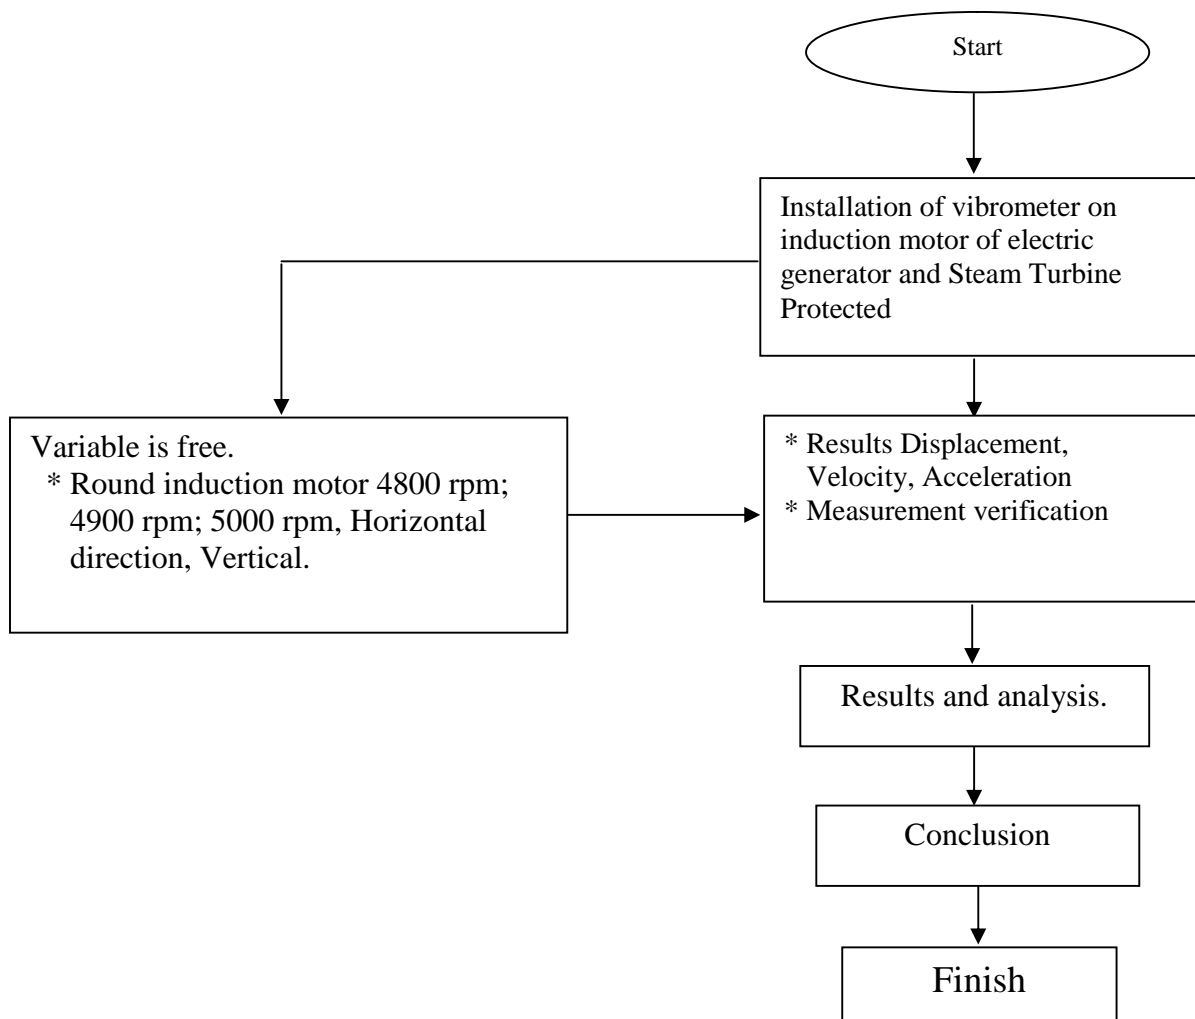 Start
Installation of vibrometer on
induction motor of electric
generator and Steam Turbine
Protected
Variable is free.
* Round induction motor 4800 rpm;
4900 rpm; 5000 rpm, Horizontal
direction, Vertical.
* Results Displacement,
Velocity, Acceleration
* Measurement verification
Results and analysis.
Conclusion
Finish